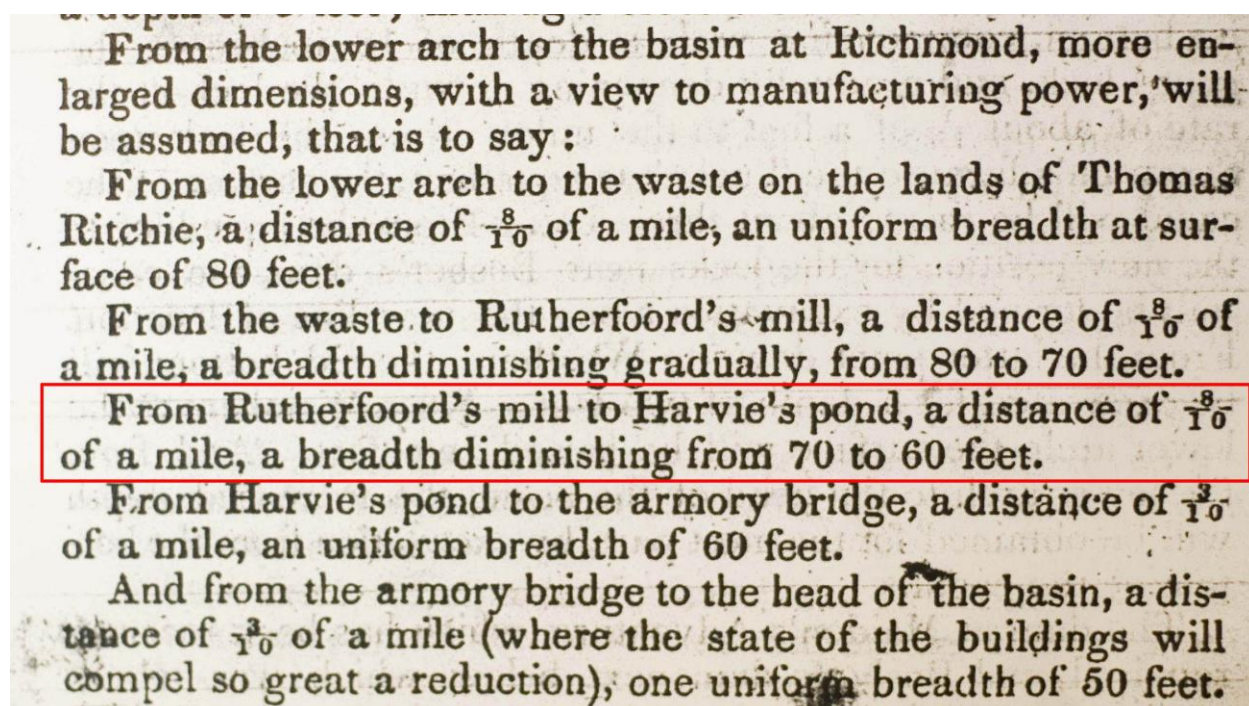 From the lower arch to the basin at Richmond, more en-
larged dimensions, with a view to manufacturing power, will
be assumed, that is to say:
From the lower arch to the waste on the lands of Thomas
Ritchie, a distance of 8/10 of a mile, an uniform breadth at sur-
face of 80 feet.
From the waste to Rutherfoord's mill, a distance of 8/10 of
a mile, a breadth diminishing gradually, from 80 to 70 feet.
From Rutherfoord's mill to Harvie's pond, a distance of 8/10
of a mile, a breadth diminishing from 70 to 60 feet.
From Harvie's pond to the armory bridge, a distance of 3/10
of a mile, an uniform breadth of 60 feet.
And from the armory bridge to the head of the basin, a dis-
tance of 3/10 of a mile (where the state of the buildings will
compel so great a reduction), one uniform breadth of 50 feet.